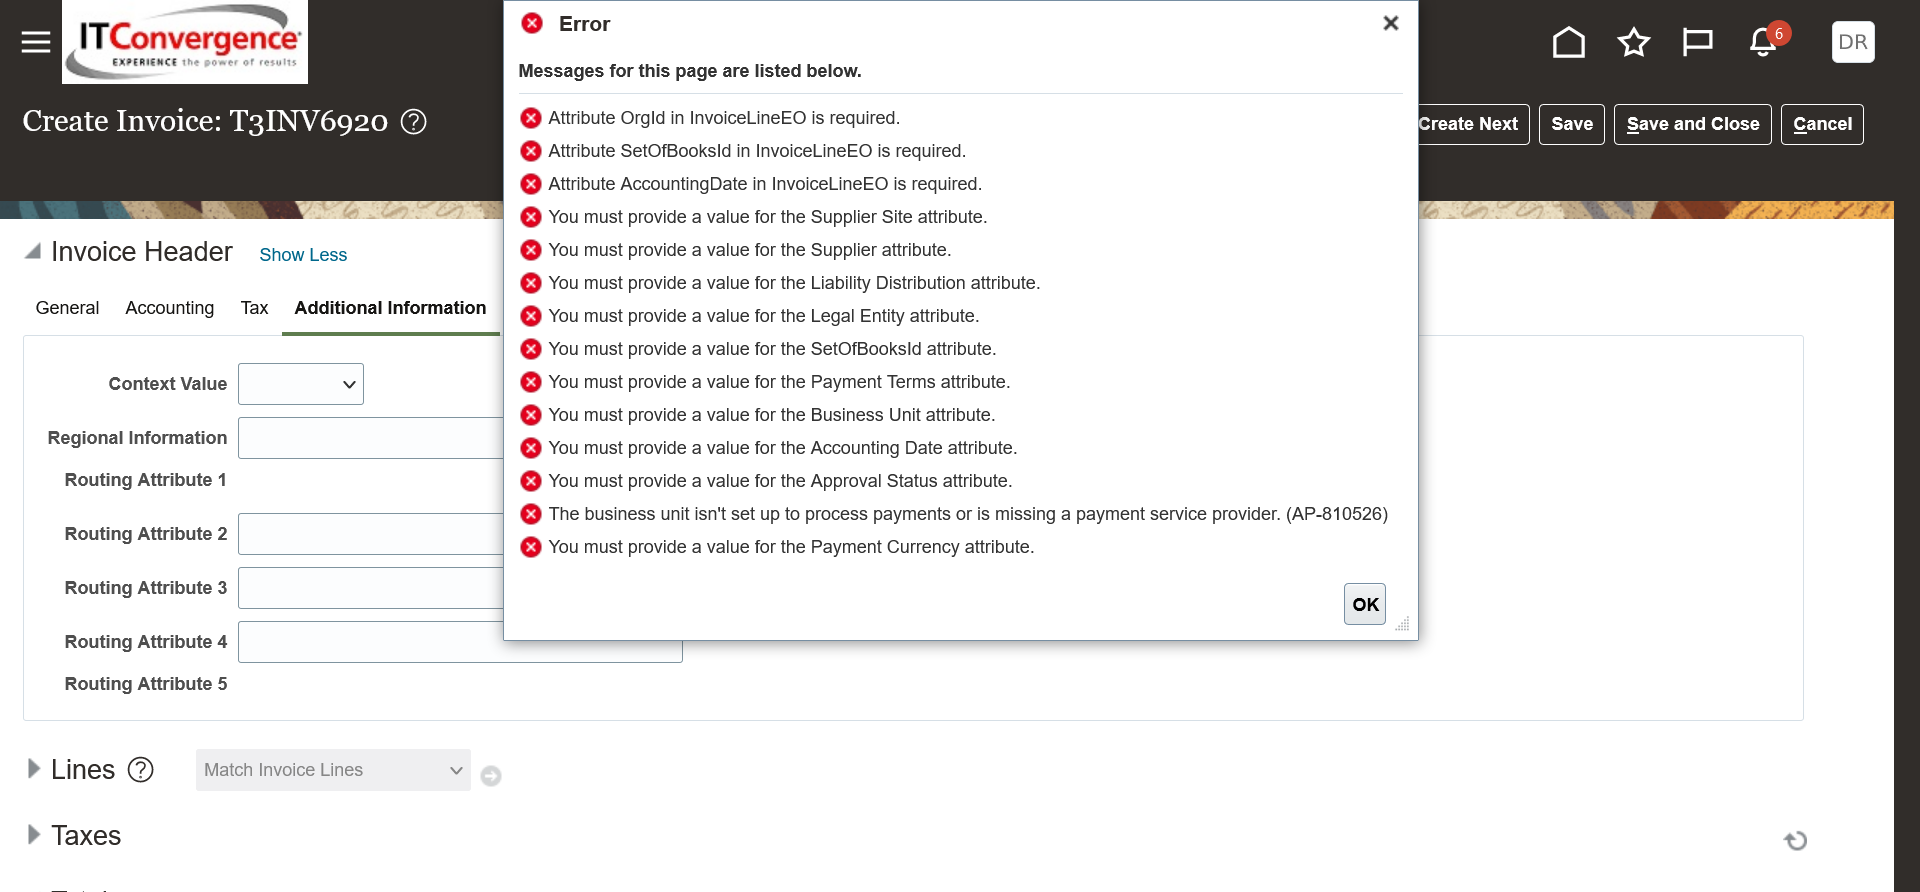 ITConvergence
EXPERIENCE the power of results
Create Invoice: T3INV6920
6
DR
Create Next
Save
Save and Close
Cancel
Error
Messages for this page are listed below.
Attribute OrgId in InvoiceLineEO is required.
Attribute SetOfBooksId in InvoiceLineEO is required.
Attribute AccountingDate in InvoiceLineEO is required.
You must provide a value for the Supplier Site attribute.
You must provide a value for the Supplier attribute.
You must provide a value for the Liability Distribution attribute.
You must provide a value for the Legal Entity attribute.
You must provide a value for the SetOfBooksId attribute.
You must provide a value for the Payment Terms attribute.
You must provide a value for the Business Unit attribute.
You must provide a value for the Accounting Date attribute.
You must provide a value for the Approval Status attribute.
The business unit isn't set up to process payments or is missing a payment service provider. (AP-810526)
You must provide a value for the Payment Currency attribute.
OK
Invoice Header Show Less
General Accounting Tax Additional Information
Context Value
Regional Information
Routing Attribute 1
Routing Attribute 2
Routing Attribute 3
Routing Attribute 4
Routing Attribute 5
Lines Match Invoice Lines
Taxes